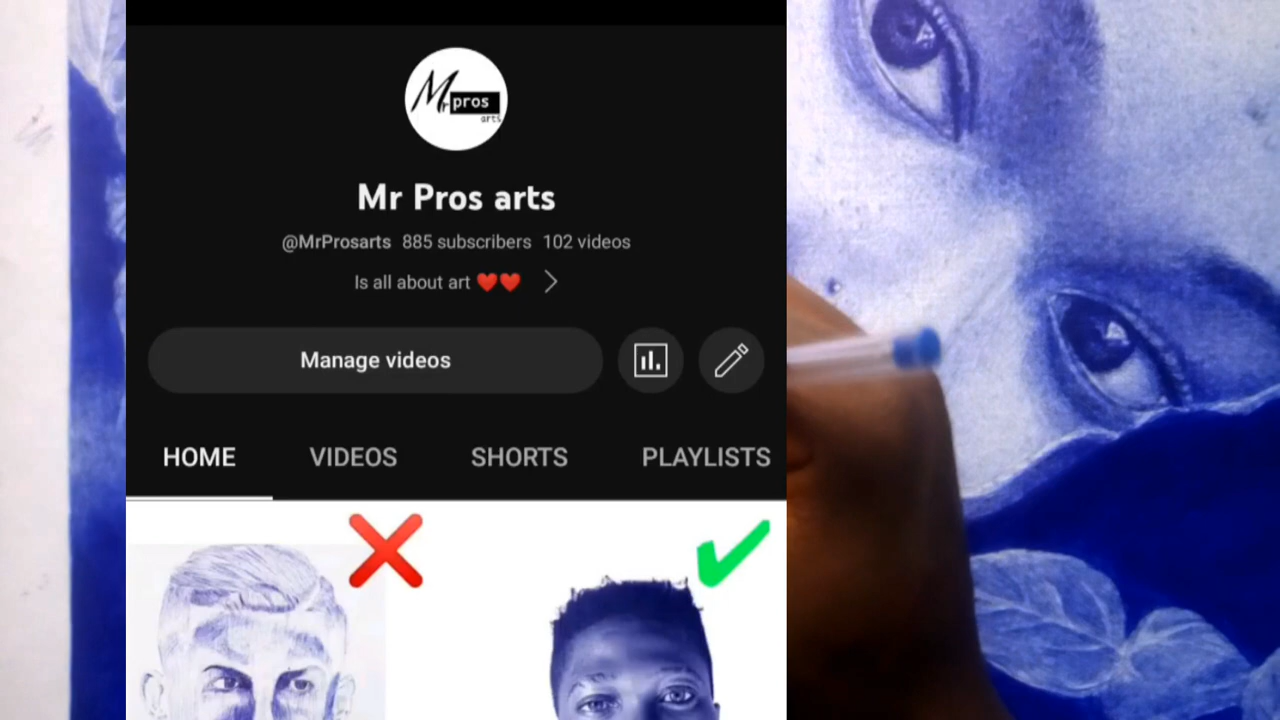 Mr pros
arts
Mr Pros arts
@MrProsarts 885 subscribers 102 videos
Is all about art ❤️❤️
Manage videos
HOME VIDEOS SHORTS PLAYLISTS